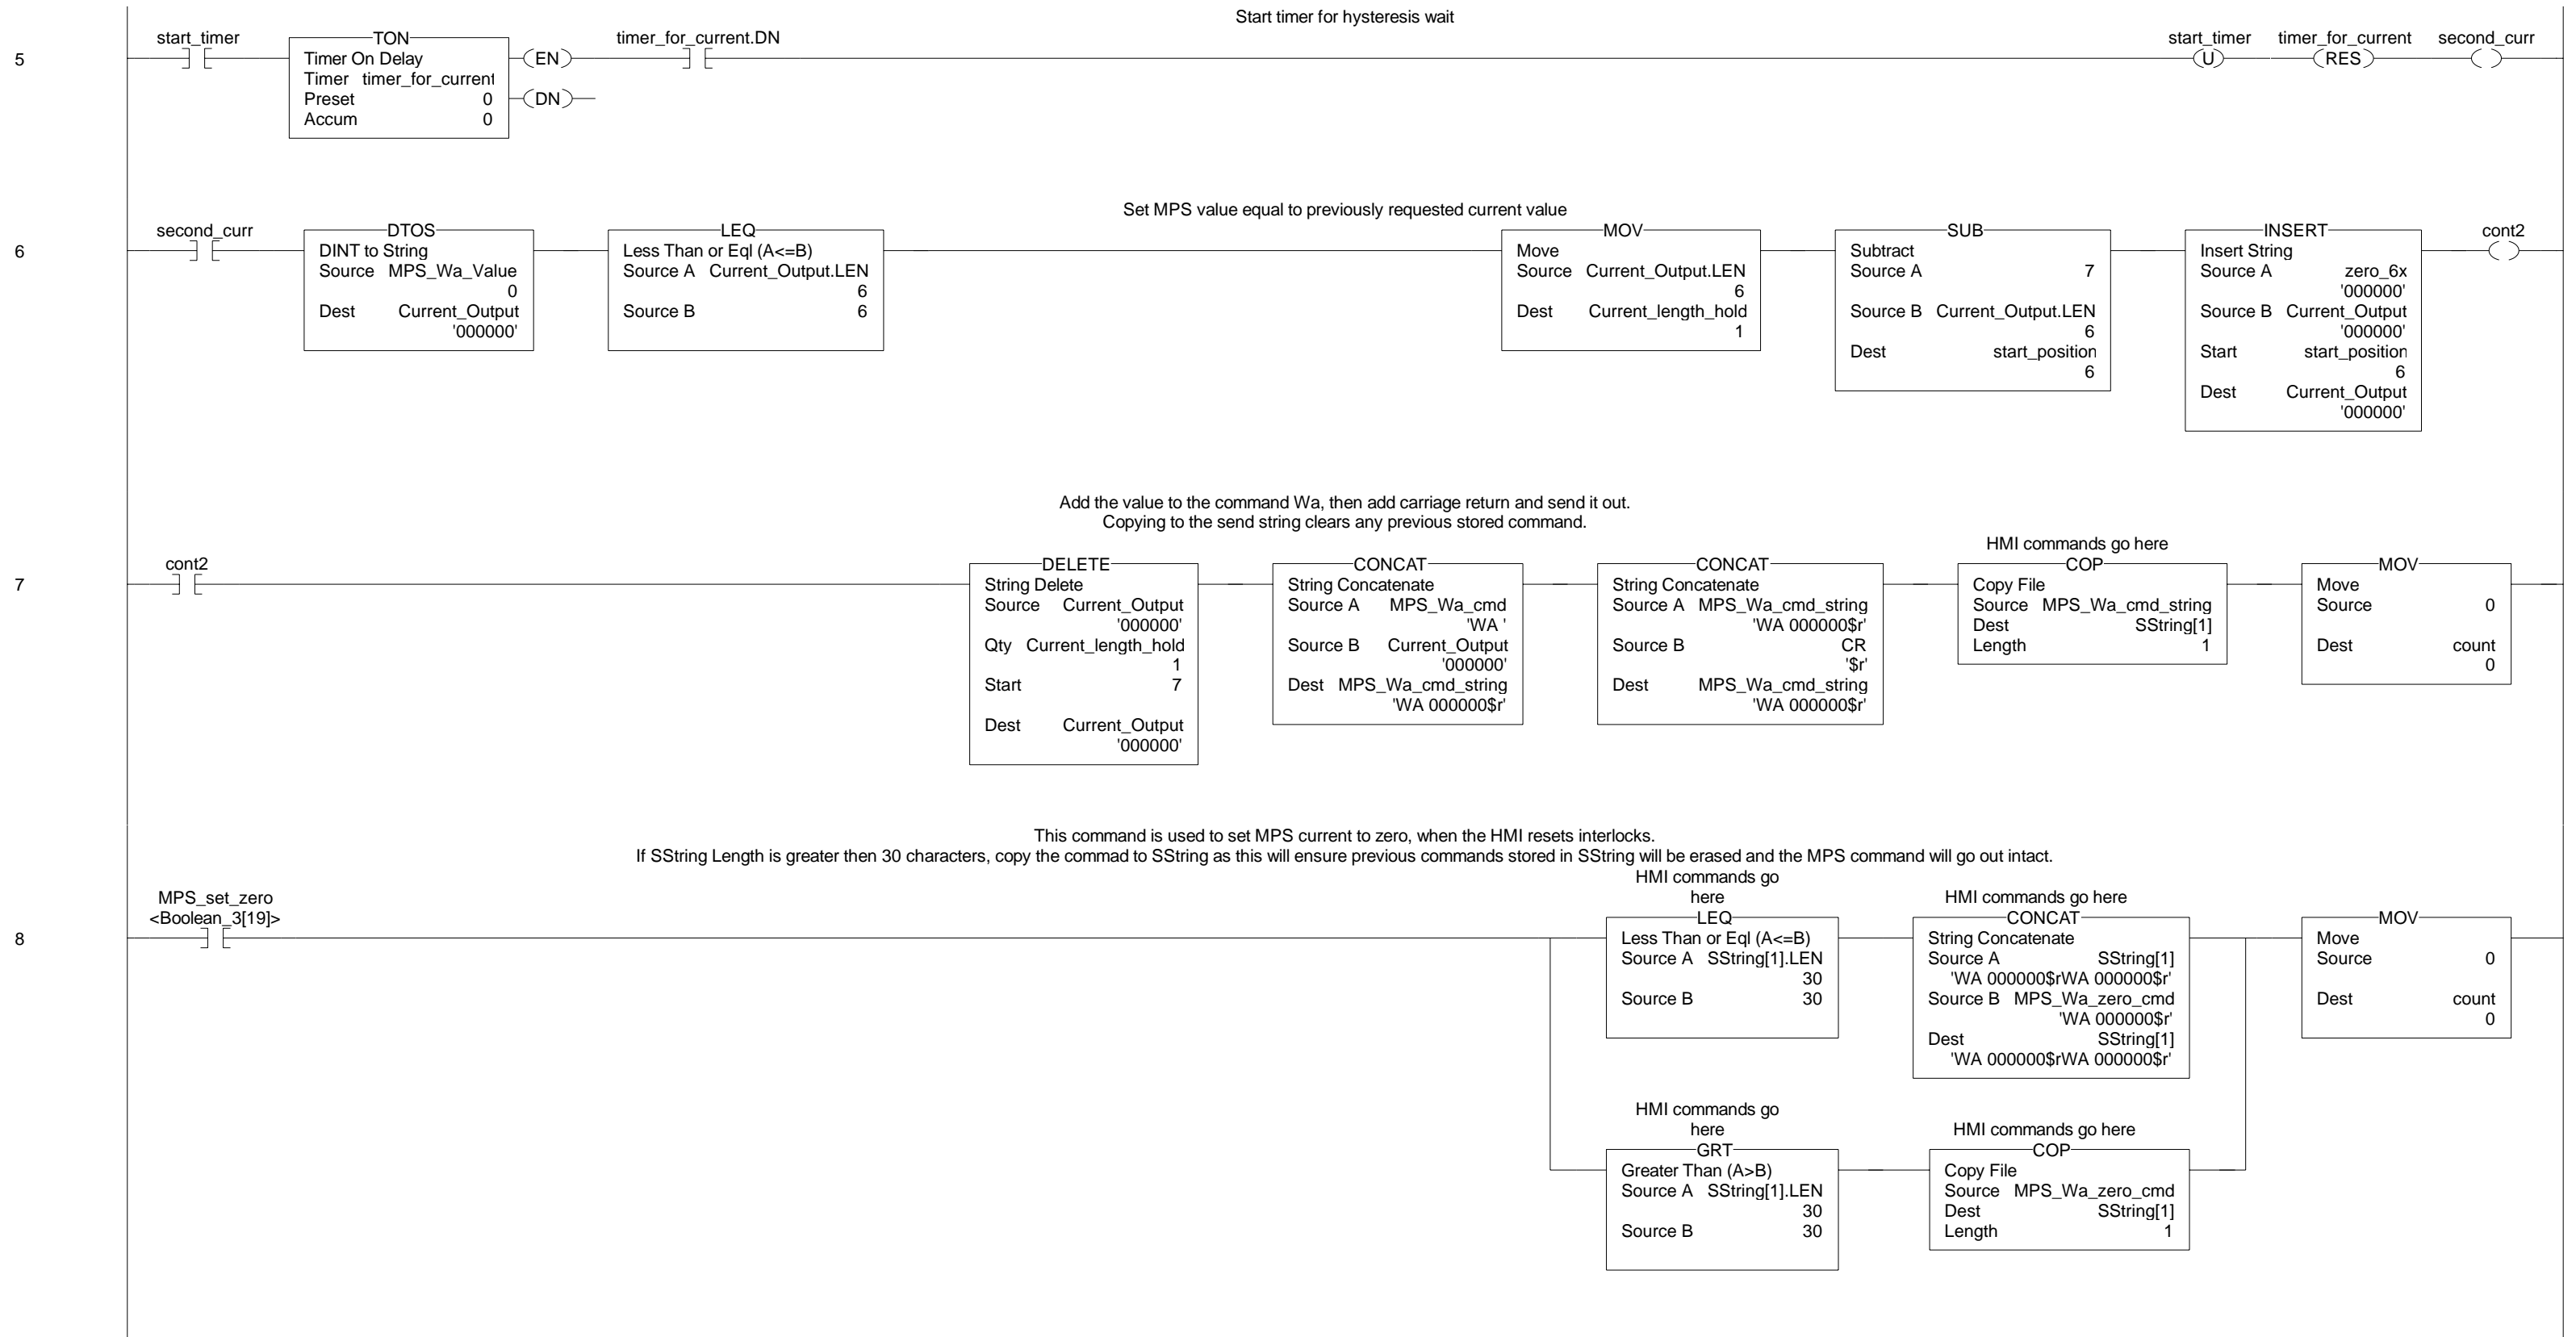 Start timer for hysteresis wait
5
start_timer
TON
Timer On Delay
Timer timer_for_current
Preset 0
Accum 0
EN
DN
timer_for_current.DN
start_timer
U
timer_for_current
RES
second_curr
Set MPS value equal to previously requested current value
6
second_curr
DTOS
DINT to String
Source MPS_Wa_Value
0
Dest Current_Output
'000000'
LEQ
Less Than or Eql (A<=B)
Source A Current_Output.LEN
6
Source B 6
MOV
Move
Source Current_Output.LEN
6
Dest Current_length_hold
1
SUB
Subtract
Source A 7
Source B Current_Output.LEN
6
Dest start_position
6
INSERT
Insert String
Source A zero_6x
'000000'
Source B Current_Output
'000000'
Start start_position
6
Dest Current_Output
'000000'
cont2
Add the value to the command Wa, then add carriage return and send it out.
Copying to the send string clears any previous stored command.
7
cont2
DELETE
String Delete
Source Current_Output
'000000'
Qty Current_length_hold
1
Start 7
Dest Current_Output
'000000'
CONCAT
String Concatenate
Source A MPS_Wa_cmd
'WA '
Source B Current_Output
'000000'
Dest MPS_Wa_cmd_string
'WA 000000$r'
CONCAT
String Concatenate
Source A MPS_Wa_cmd_string
'WA 000000$r'
Source B CR
'$r'
Dest MPS_Wa_cmd_string
'WA 000000$r'
HMI commands go here
COP
Copy File
Source MPS_Wa_cmd_string
Dest SString[1]
Length 1
MOV
Move
Source 0
Dest count
0
This command is used to set MPS current to zero, when the HMI resets interlocks.
If SString Length is greater then 30 characters, copy the commad to SString as this will ensure previous commands stored in SString will be erased and the MPS command will go out intact.
8
MPS_set_zero
<Boolean_3[19]>
HMI commands go
here
LEQ
Less Than or Eql (A<=B)
Source A SString[1].LEN
30
Source B 30
HMI commands go here
CONCAT
String Concatenate
Source A SString[1]
'WA 000000$rWA 000000$r'
Source B MPS_Wa_zero_cmd
'WA 000000$r'
Dest SString[1]
'WA 000000$rWA 000000$r'
MOV
Move
Source 0
Dest count
0
HMI commands go
here
GRT
Greater Than (A>B)
Source A SString[1].LEN
30
Source B 30
HMI commands go here
COP
Copy File
Source MPS_Wa_zero_cmd
Dest SString[1]
Length 1